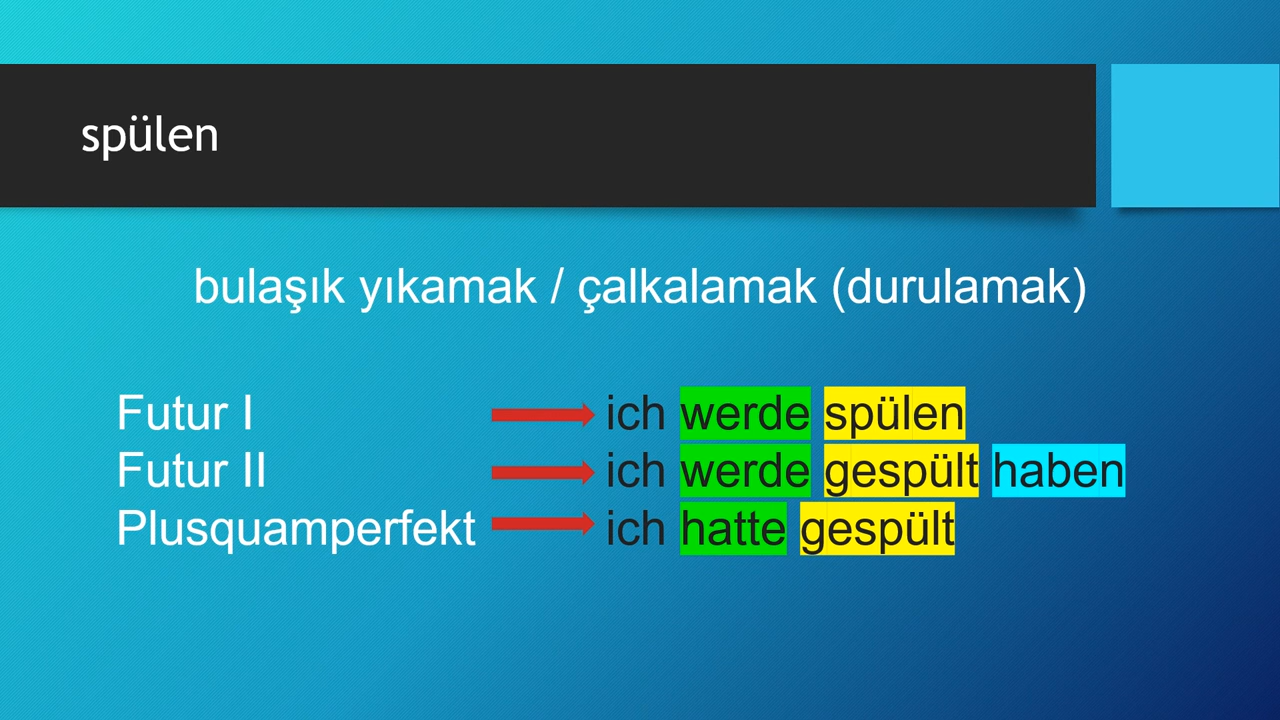 spülen
bulaşık yıkamak / çalkalamak (durulamak)
Futur I ich werde spülen
Futur II ich werde gespült haben
Plusquamperfekt ich hatte gespült